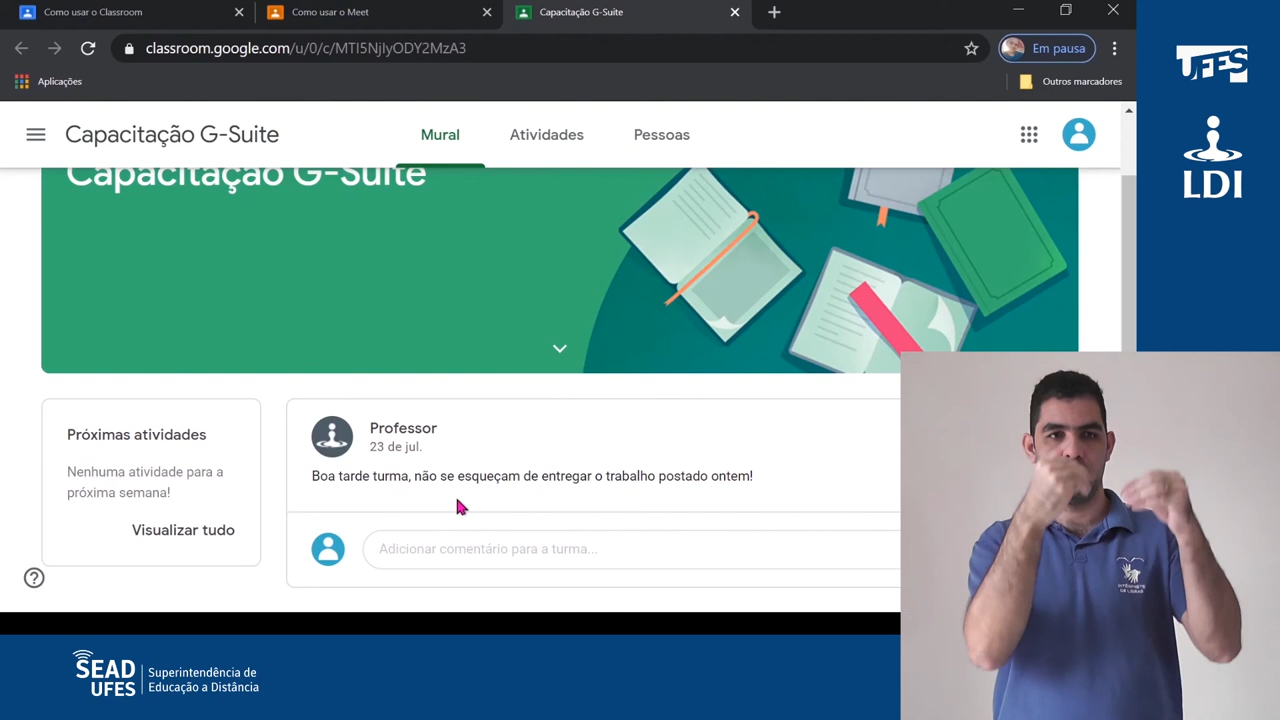 Como usar o Classroom
Como usar o Meet
Capacitação G-Suite
classroom.google.com/u/0/c/MTI5NjIyODY2MzA3
Em pausa
Aplicações
Outros marcadores
UFES
LDI
Capacitação G-Suite
Mural
Atividades
Pessoas
Capacitação G-Suite
Próximas atividades
Nenhuma atividade para a
próxima semana!
Visualizar tudo
Professor
23 de jul.
Boa tarde turma, não se esqueçam de entregar o trabalho postado ontem!
Adicionar comentário para a turma...
INTÉRPRETE
DE LIBRAS
SEAD
UFES
Superintendência de
Educação a Distância